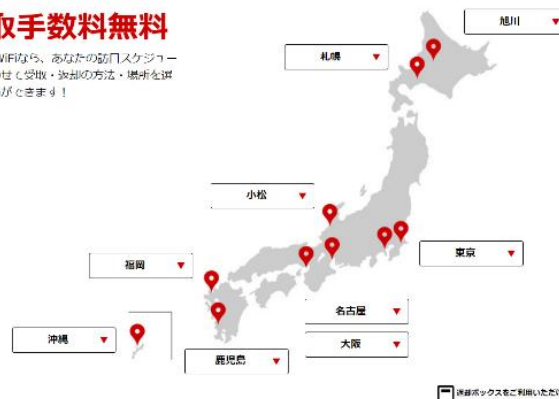 取手数料無料
WiFiなら、あなたの訪日スケジュー
せて受取・返却の方法・場所を選
ができます！
旭川
札幌
小松
福岡
東京
名古屋
沖縄
大阪
鹿児島
返却ボックスをご利用いただけ